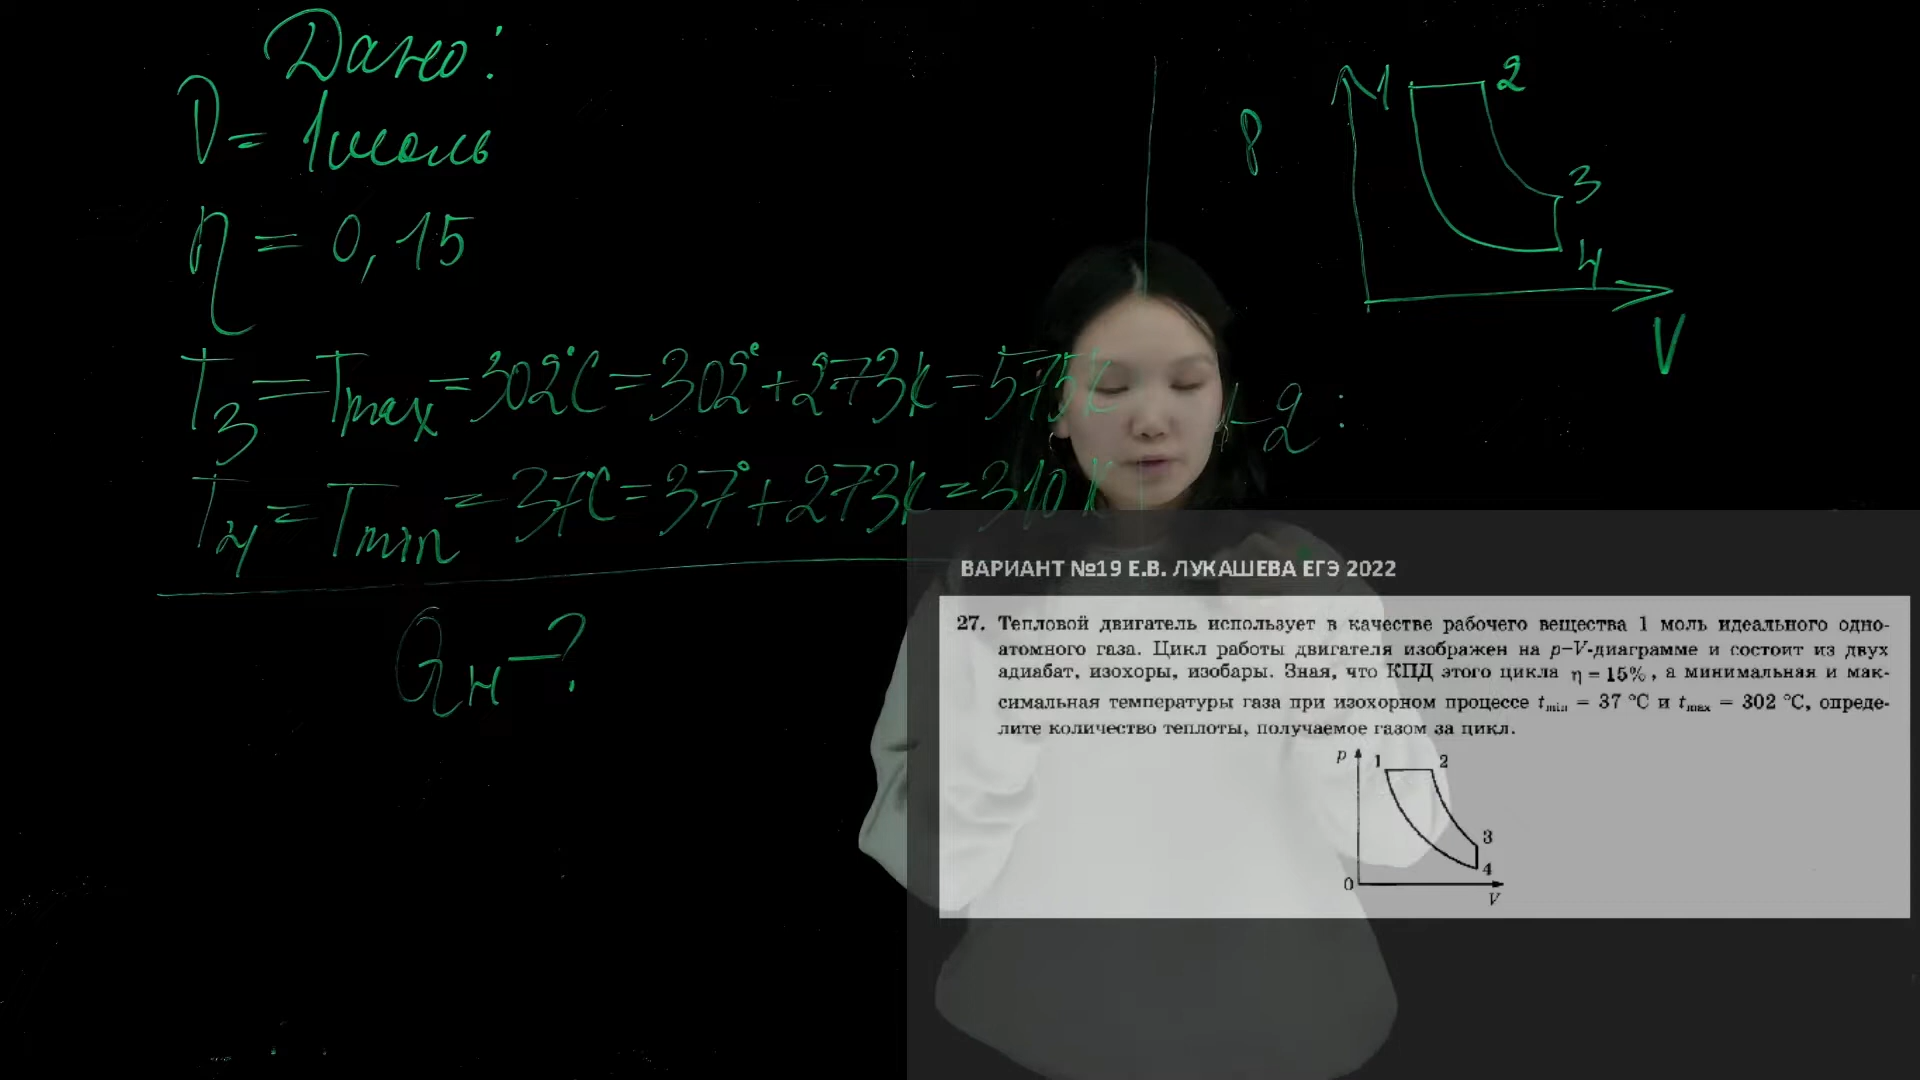 Дано:
ν = 1 моль
η = 0,15
T3 = Tmax = 302°C = 302° + 273K = 575K
T4 = Tmin = 37°C = 37° + 273K = 310K
Qн - ?
1 2
p
3
4
V
1-2:
ВАРИАНТ №19 Е.В. ЛУКАШЕВА ЕГЭ 2022
27. Тепловой двигатель использует в качестве рабочего вещества 1 моль идеального одно-
атомного газа. Цикл работы двигателя изображен на p–V-диаграмме и состоит из двух
адиабат, изохоры, изобары. Зная, что КПД этого цикла η = 15%, а минимальная и мак-
симальная температуры газа при изохорном процессе tmin = 37 °C и tmax = 302 °C, опреде-
лите количество теплоты, получаемое газом за цикл.
p 1 2
3
4
0
V